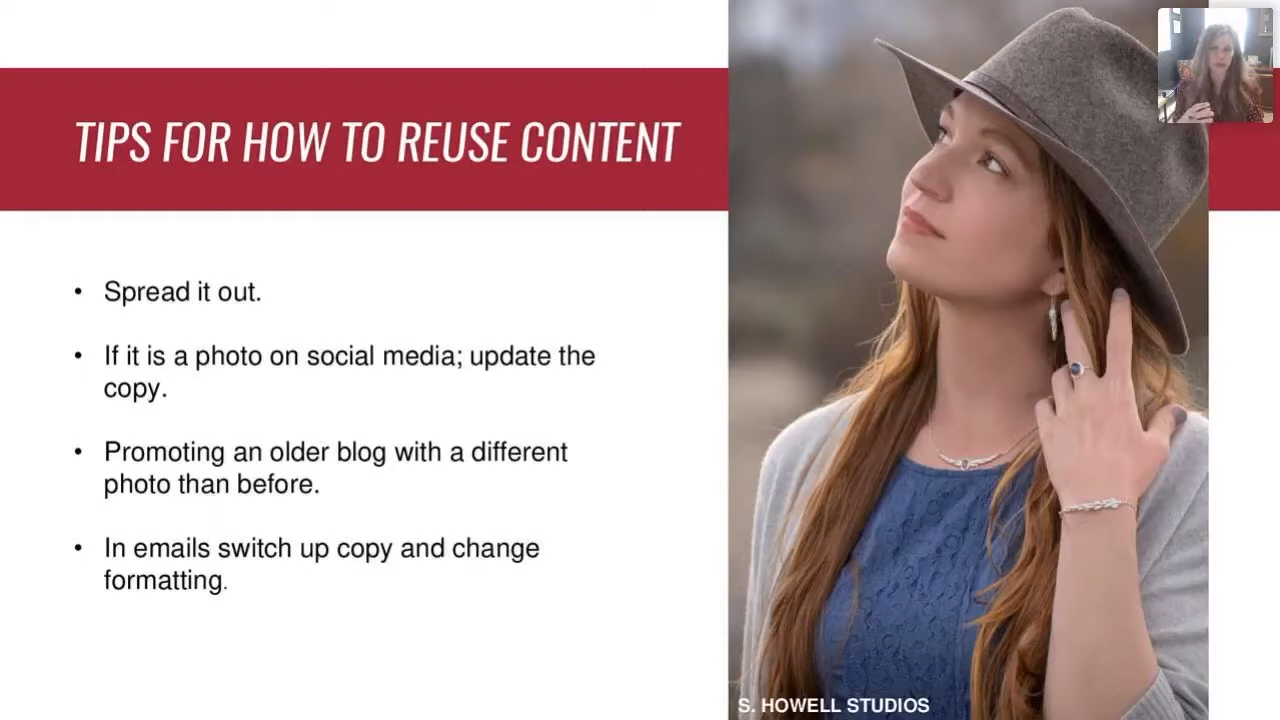 TIPS FOR HOW TO REUSE CONTENT
• Spread it out.
• If it is a photo on social media; update the
copy.
• Promoting an older blog with a different
photo than before.
• In emails switch up copy and change
formatting.
S. HOWELL STUDIOS